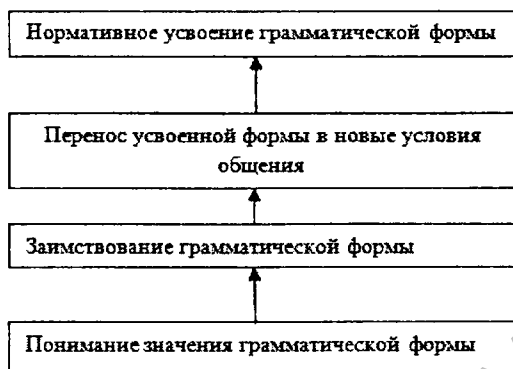 Нормативное усвоение грамматической формы
Перенос усвоенной формы в новые условия
общения
Заимствование грамматической формы
Понимание значения грамматической формы